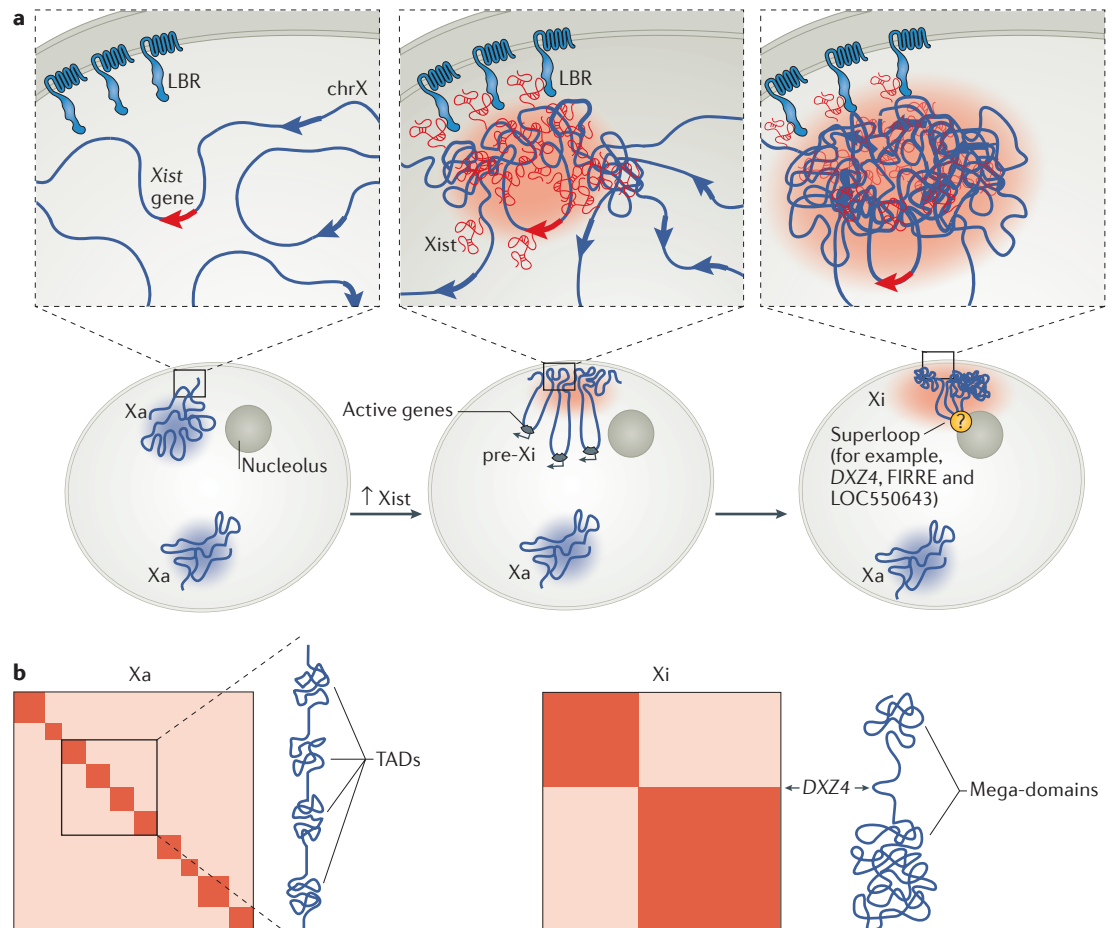 a
LBR
chrX
Xist
gene
LBR
Xist
Xa
Nucleolus
Xa
↑ Xist
Active genes
pre-Xi
Xa
Xi
?
Superloop
(for example,
DXZ4, FIRRE and
LOC550643)
Xa
b
Xa
TADs
Xi
DXZ4
Mega-domains